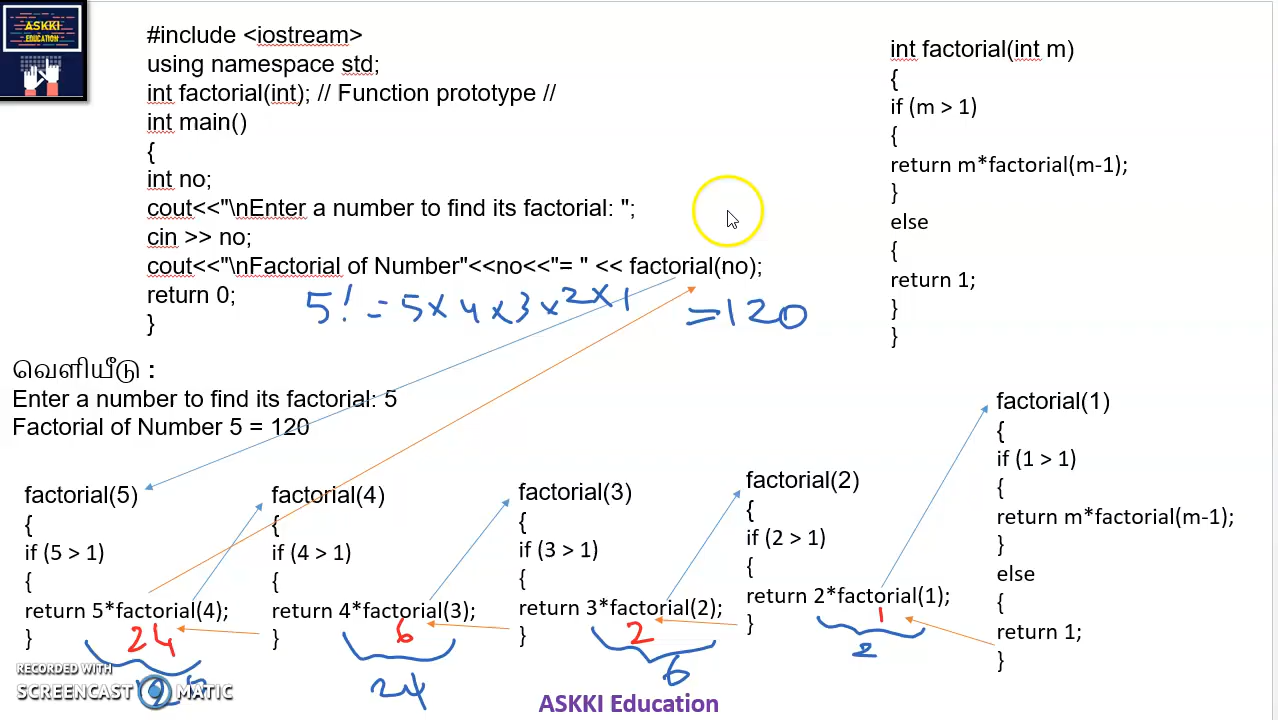 ASKKI
EDUCATION
#include <iostream>
using namespace std;
int factorial(int); // Function prototype //
int main()
{
int no;
cout<<"\nEnter a number to find its factorial: ";
cin >> no;
cout<<"\nFactorial of Number"<<no<<"= " << factorial(no);
return 0;
}
5! = 5 x 4 x 3 x 2 x 1 = 120
int factorial(int m)
{
if (m > 1)
{
return m*factorial(m-1);
}
else
{
return 1;
}
}
வெளியீடு :
Enter a number to find its factorial: 5
Factorial of Number 5 = 120
factorial(5)
{
if (5 > 1)
{
return 5*factorial(4);
}
24
factorial(4)
{
if (4 > 1)
{
return 4*factorial(3);
}
6
24
factorial(3)
{
if (3 > 1)
{
return 3*factorial(2);
}
2
6
factorial(2)
{
if (2 > 1)
{
return 2*factorial(1);
}
1
2
factorial(1)
{
if (1 > 1)
{
return m*factorial(m-1);
}
else
{
return 1;
}
RECORDED WITH
SCREENCAST MATIC
ASKKI Education